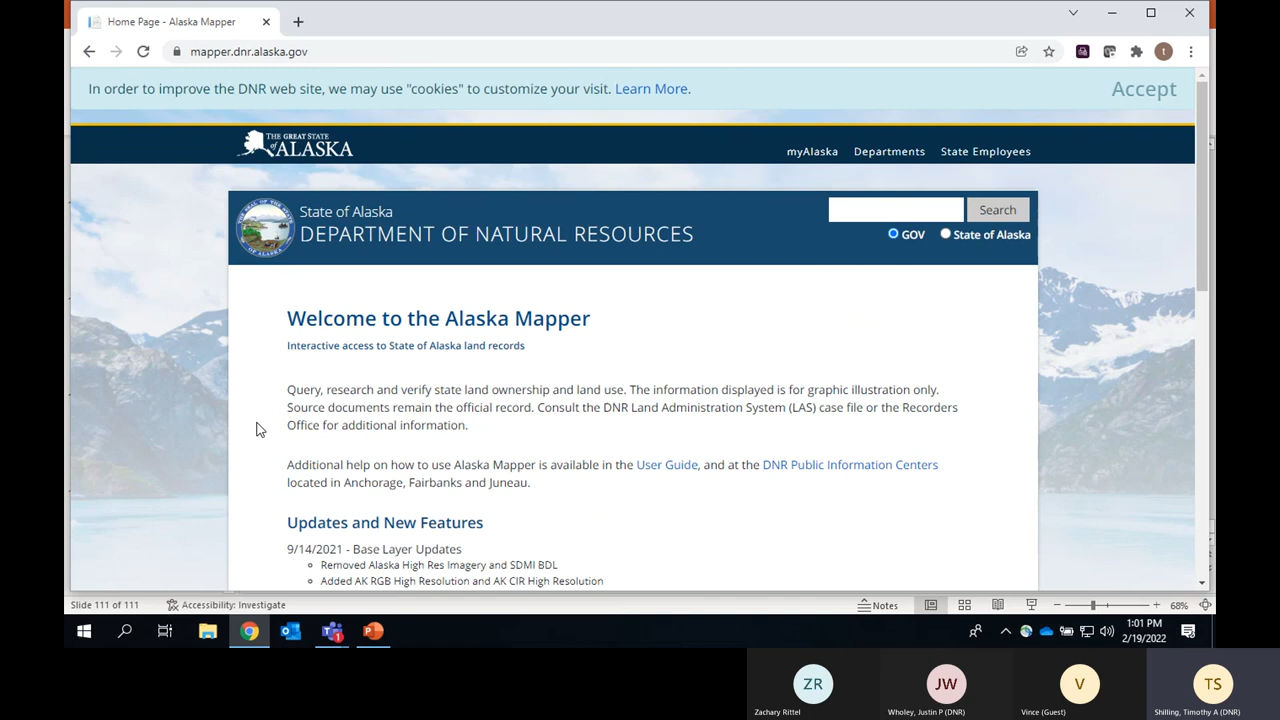 Home Page - Alaska Mapper
mapper.dnr.alaska.gov
t
In order to improve the DNR web site, we may use "cookies" to customize your visit. Learn More.
Accept
THE GREAT STATE
of ALASKA
myAlaska Departments State Employees
State of Alaska
DEPARTMENT OF NATURAL RESOURCES
Search
GOV State of Alaska
Welcome to the Alaska Mapper
Interactive access to State of Alaska land records
Query, research and verify state land ownership and land use. The information displayed is for graphic illustration only.
Source documents remain the official record. Consult the DNR Land Administration System (LAS) case file or the Recorders
Office for additional information.
Additional help on how to use Alaska Mapper is available in the User Guide, and at the DNR Public Information Centers
located in Anchorage, Fairbanks and Juneau.
Updates and New Features
9/14/2021 - Base Layer Updates
Removed Alaska High Res Imagery and SDMI BDL
Added AK RGB High Resolution and AK CIR High Resolution
Slide 111 of 111 Accessibility: Investigate Notes 68%
1:01 PM
2/19/2022
ZR JW V TS
Zachary Rittel Wholey, Justin P (DNR) Vince (Guest) Shilling, Timothy A (DNR)